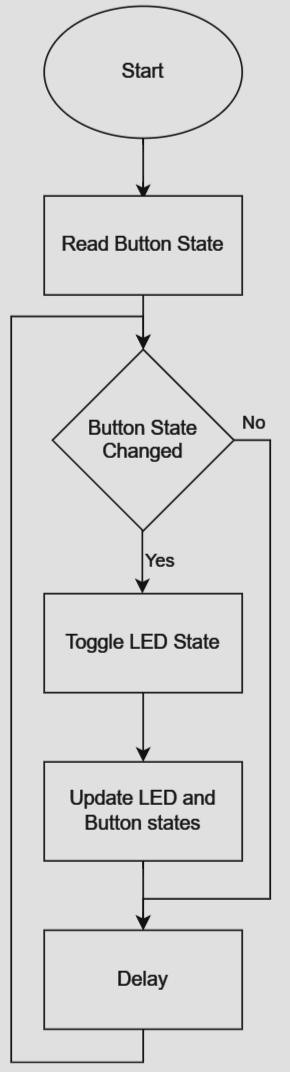 Start
Read Button State
Button State
Changed
No
Yes
Toggle LED State
Update LED and
Button states
Delay